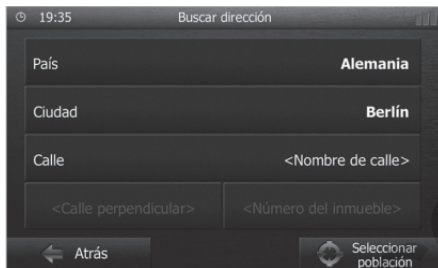 19:35 Buscar dirección
País Alemania
Ciudad Berlín
Calle <Nombre de calle>
<Calle perpendicular> <Número del inmueble>
Atrás Seleccionar
población